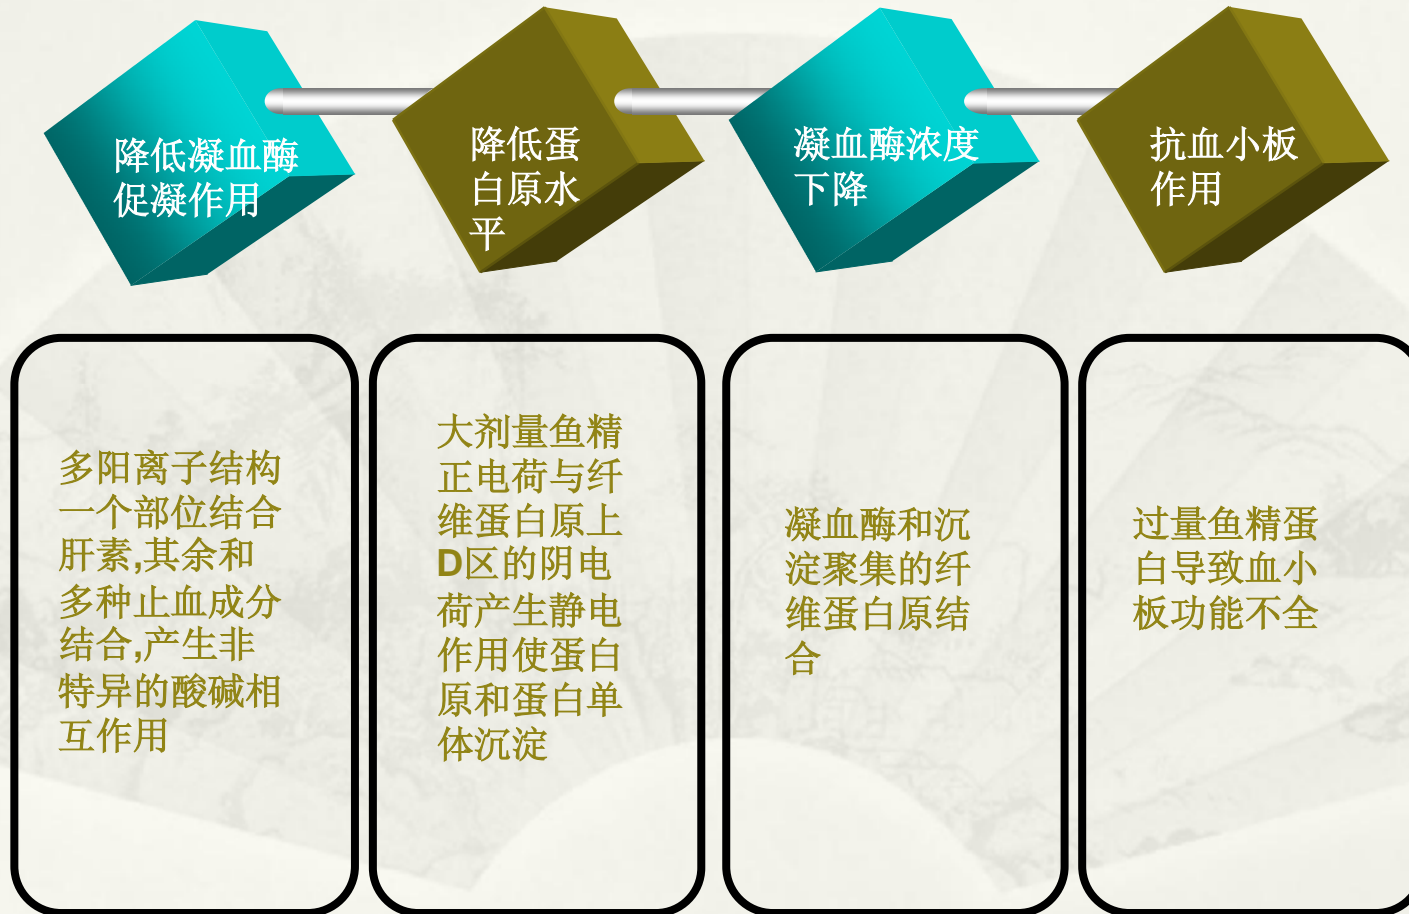 降低凝血酶
促凝作用
降低蛋
白原水
平
凝血酶浓度
下降
抗血小板
作用
多阳离子结构
一个部位结合
肝素,其余和
多种止血成分
结合,产生非
特异的酸碱相
互作用
大剂量鱼精
正电荷与纤
维蛋白原上
D区的阴电
荷产生静电
作用使蛋白
原和蛋白单
体沉淀
凝血酶和沉
淀聚集的纤
维蛋白原结
合
过量鱼精蛋
白导致血小
板功能不全